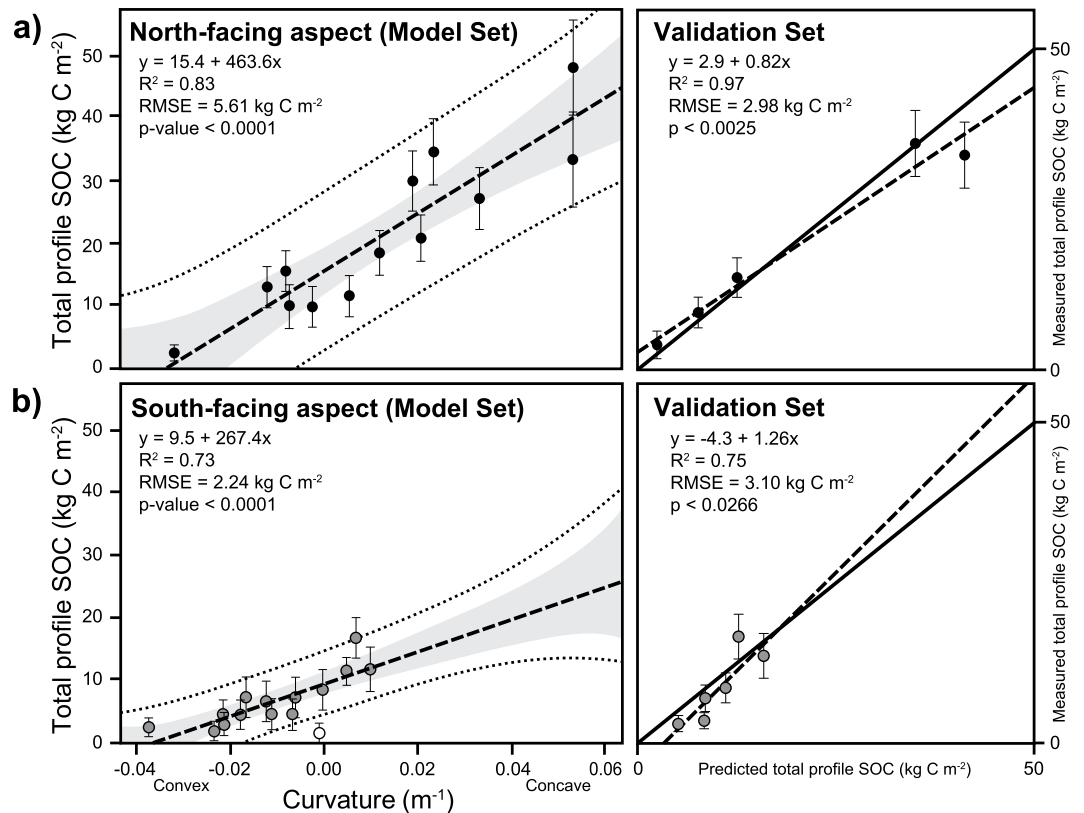 a)
North-facing aspect (Model Set)
y = 15.4 + 463.6x
R² = 0.83
RMSE = 5.61 kg C m⁻²
p-value < 0.0001
Total profile SOC (kg C m⁻²)
50
40
30
20
10
0
Validation Set
y = 2.9 + 0.82x
R² = 0.97
RMSE = 2.98 kg C m⁻²
p < 0.0025
50
0
Measured total profile SOC (kg C m⁻²)
b)
South-facing aspect (Model Set)
y = 9.5 + 267.4x
R² = 0.73
RMSE = 2.24 kg C m⁻²
p-value < 0.0001
Total profile SOC (kg C m⁻²)
50
40
30
20
10
0
-0.04 -0.02 0.00 0.02 0.04 0.06
Convex Concave
Curvature (m⁻¹)
Validation Set
y = -4.3 + 1.26x
R² = 0.75
RMSE = 3.10 kg C m⁻²
p < 0.0266
50
0
Measured total profile SOC (kg C m⁻²)
0 Predicted total profile SOC (kg C m⁻²) 50